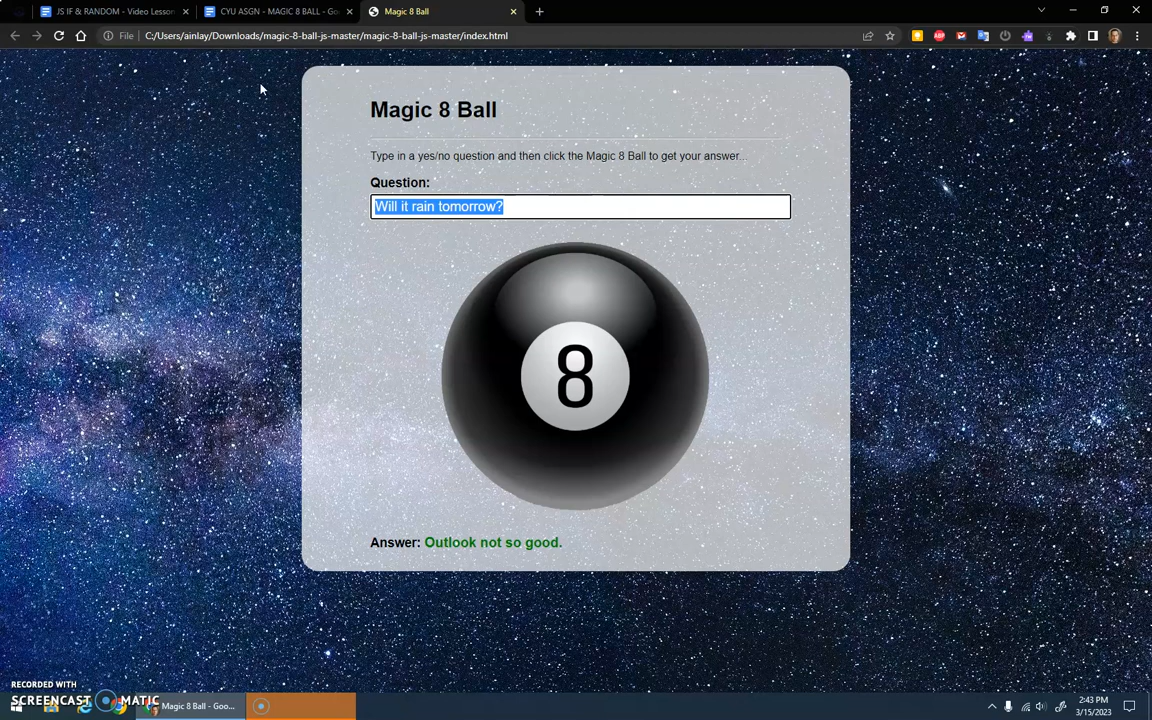 JS IF & RANDOM - Video Lesson
CYU ASGN - MAGIC 8 BALL - Go
Magic 8 Ball
File
C:/Users/ainlay/Downloads/magic-8-ball-js-master/magic-8-ball-js-master/index.html
Magic 8 Ball
Type in a yes/no question and then click the Magic 8 Ball to get your answer...
Question:
Will it rain tomorrow?
8
Answer: Outlook not so good.
RECORDED WITH
SCREENCAST MATIC
Magic 8 Ball - Goo...
2:43 PM
3/15/2023